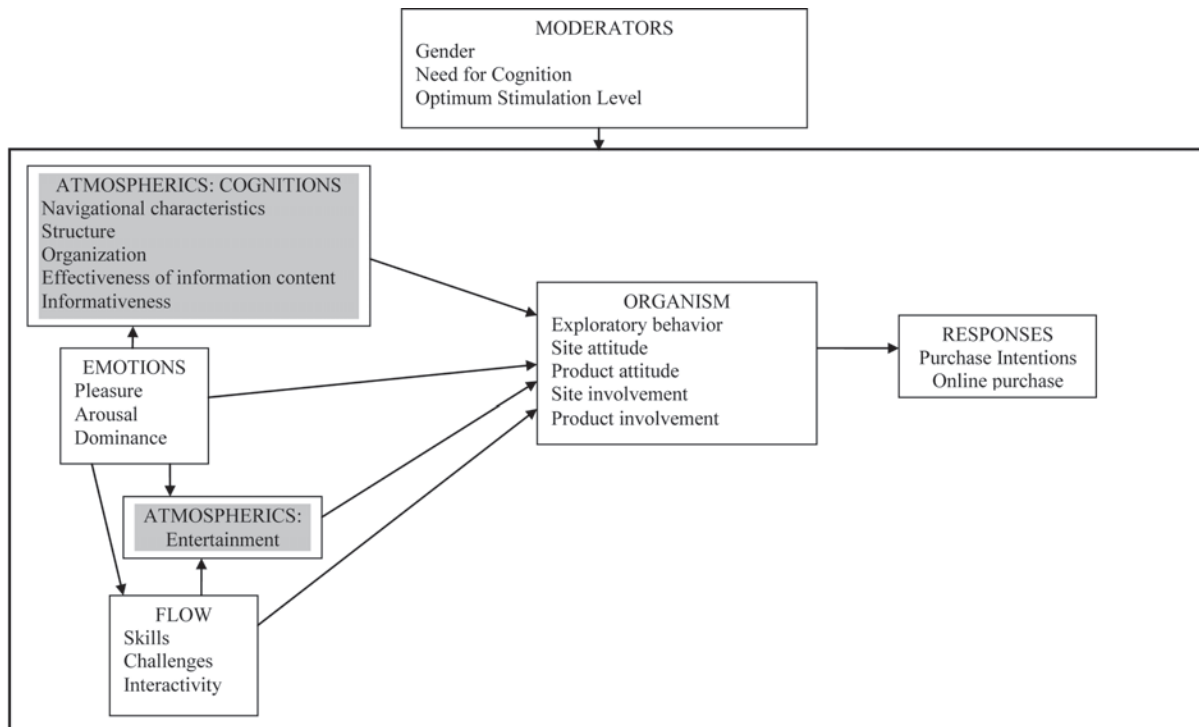 MODERATORS
Gender
Need for Cognition
Optimum Stimulation Level
ATMOSPHERICS: COGNITIONS
Navigational characteristics
Structure
Organization
Effectiveness of information content
Informativeness
EMOTIONS
Pleasure
Arousal
Dominance
ATMOSPHERICS:
Entertainment
FLOW
Skills
Challenges
Interactivity
ORGANISM
Exploratory behavior
Site attitude
Product attitude
Site involvement
Product involvement
RESPONSES
Purchase Intentions
Online purchase